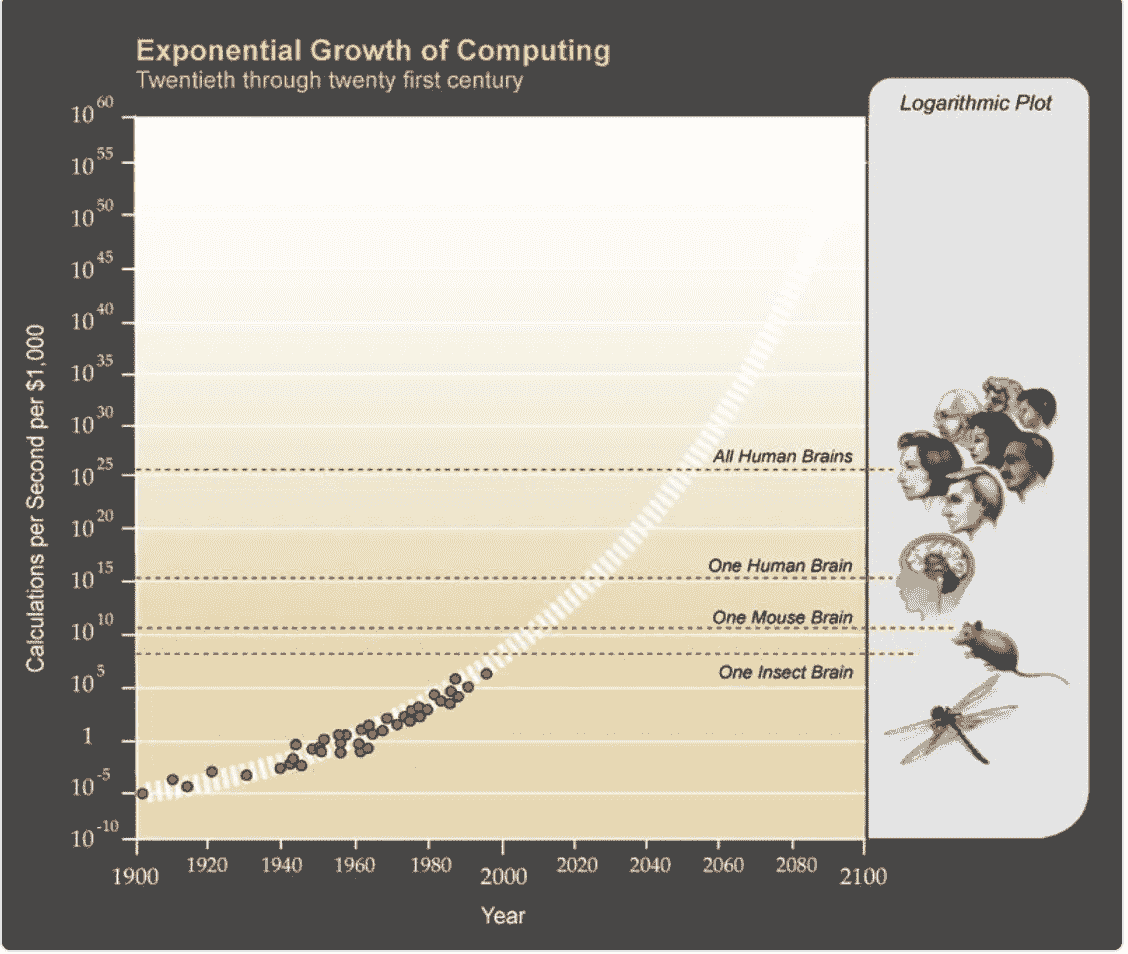 Exponential Growth of Computing
Twentieth through twenty first century
Logarithmic Plot
10^60
10^55
10^50
10^45
10^40
10^35
10^30
10^25
10^20
10^15
10^10
10^5
1
10^-5
10^-10
Calculations per Second per $1,000
All Human Brains
One Human Brain
One Mouse Brain
One Insect Brain
1900 1920 1940 1960 1980 2000 2020 2040 2060 2080 2100
Year